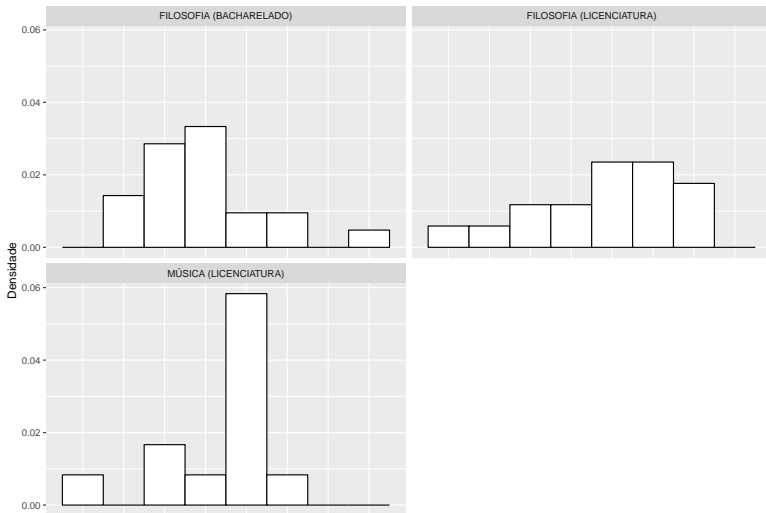 FILOSOFIA (BACHARELADO)
FILOSOFIA (LICENCIATURA)
0.06
0.04
0.02
0.00
Densidade
MÚSICA (LICENCIATURA)
0.06
0.04
0.02
0.00